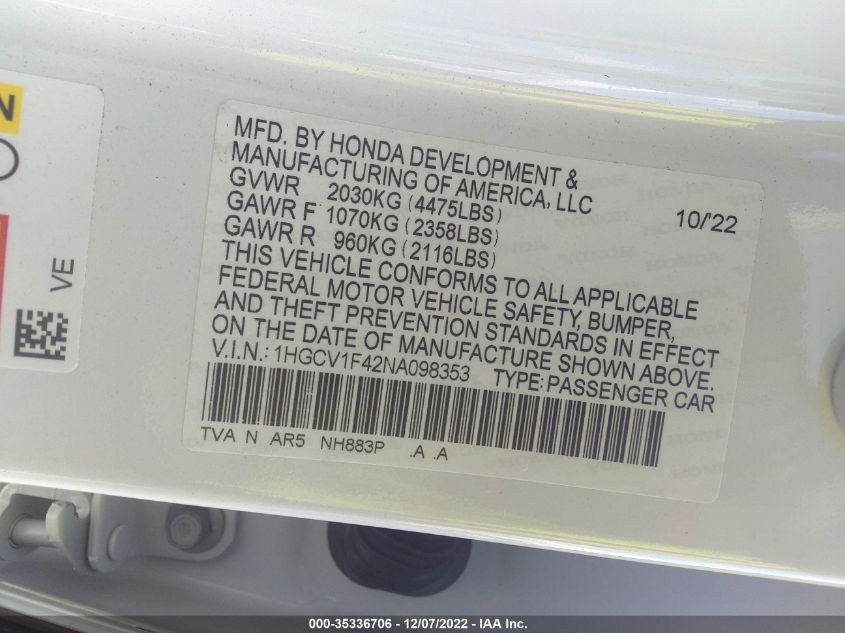 N
VE
MFD. BY HONDA DEVELOPMENT &
MANUFACTURING OF AMERICA, LLC
GVWR 2030KG (4475LBS) 10/'22
GAWR F 1070KG (2358LBS)
GAWR R 960KG (2116LBS)
THIS VEHICLE CONFORMS TO ALL APPLICABLE
FEDERAL MOTOR VEHICLE SAFETY, BUMPER,
AND THEFT PREVENTION STANDARDS IN EFFECT
ON THE DATE OF MANUFACTURE SHOWN ABOVE.
V.I.N.: 1HGCV1F42NA098353 TYPE: PASSENGER CAR
TVA N AR5 NH883P .A .A
000-35336706 - 12/07/2022 - IAA Inc.